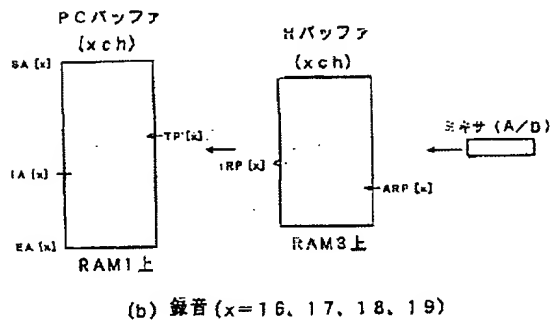 PCバッファ
(xch)
SA[x]
TP[x]
IA[x]
EA[x]
RAM1上
Hバッファ
(xch)
IRP[x]
ARP[x]
RAM3上
ミキサ(A/D)
(b) 録音(x=16、17、18、19)